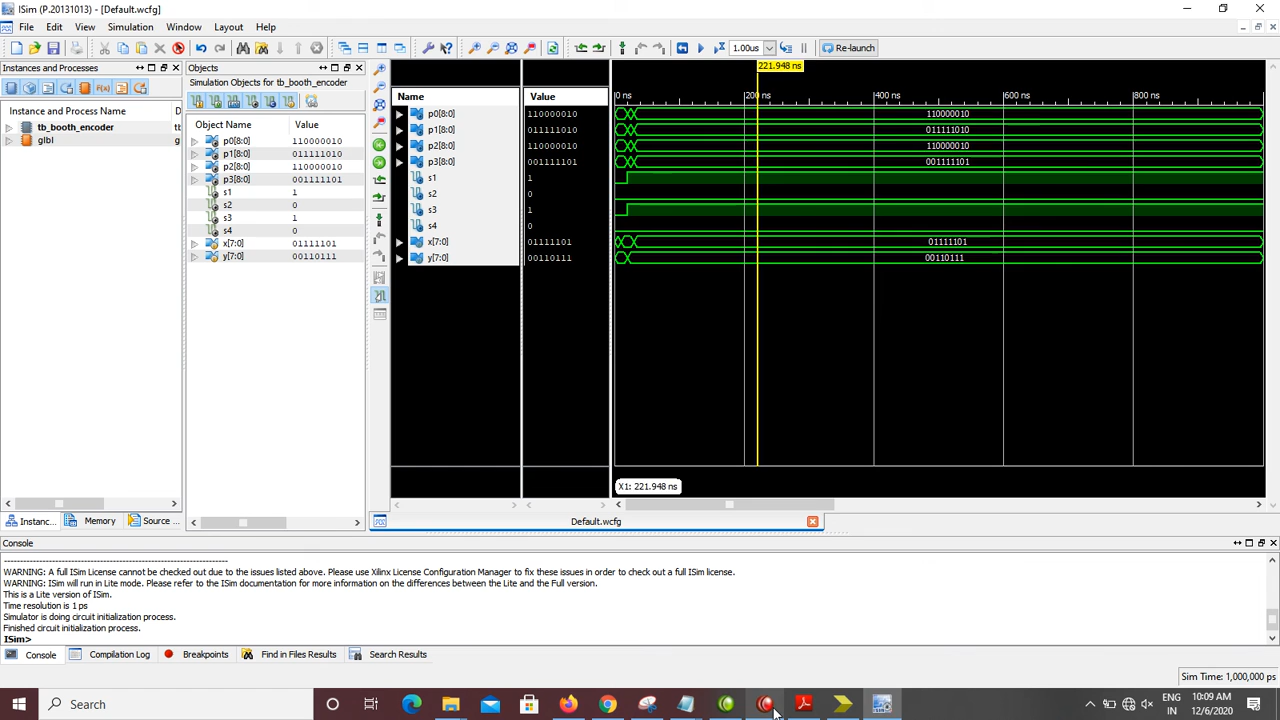 ISim (P.20131013) - [Default.wcfg]
File Edit View Simulation Window Layout Help
1.00us Re-launch
Instances and Processes
Objects
Simulation Objects for tb_booth_encoder
221.948 ns
Instance and Process Name D
tb_booth_encoder tt
glbl g
Object Name Value
p0[8:0] 110000010
p1[8:0] 011111010
p2[8:0] 110000010
p3[8:0] 001111101
s1 1
s2 0
s3 1
s4 0
x[7:0] 01111101
y[7:0] 00110111
Name Value
0 ns 200 ns 400 ns 600 ns 800 ns
p0[8:0] 110000010 110000010
p1[8:0] 011111010 011111010
p2[8:0] 110000010 110000010
p3[8:0] 001111101 001111101
s1 1
s2 0
s3 1
s4 0
x[7:0] 01111101 01111101
y[7:0] 00110111 00110111
X1: 221.948 ns
Instanc... Memory Source ...
Default.wcfg
Console
WARNING: A full ISim License cannot be checked out due to the issues listed above. Please use Xilinx License Configuration Manager to fix these issues in order to check out a full ISim license.
WARNING: ISim will run in Lite mode. Please refer to the ISim documentation for more information on the differences between the Lite and the Full version.
This is a Lite version of ISim.
Time resolution is 1 ps
Simulator is doing circuit initialization process.
Finished circuit initialization process.
ISim>
Console Compilation Log Breakpoints Find in Files Results Search Results
Sim Time: 1,000,000 ps
Search
ENG
IN
10:09 AM
12/6/2020